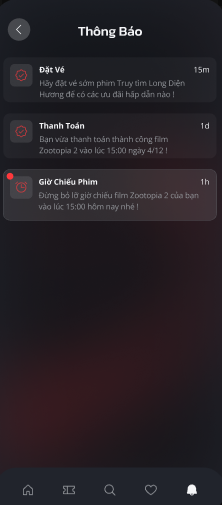 Thông Báo
Đặt Vé 15m
Hãy đặt vé sớm phim Truy tìm Long Diên
Hương để có các ưu đãi hấp dẫn nào !
Thanh Toán 1d
Bạn vừa thanh toán thành công film
Zootopia 2 vào lúc 15:00 ngày 4/12 !
Giờ Chiếu Phim 1h
Đừng bỏ lỡ giờ chiếu film Zootopia 2 của bạn
vào lúc 15:00 hôm nay nhé !